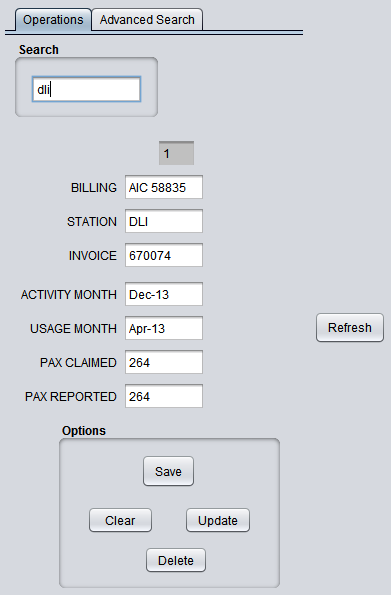 Operations Advanced Search
Search
dli
1
BILLING AIC 58835
STATION DLI
INVOICE 670074
ACTIVITY MONTH Dec-13
USAGE MONTH Apr-13
Refresh
PAX CLAIMED 264
PAX REPORTED 264
Options
Save
Clear Update
Delete